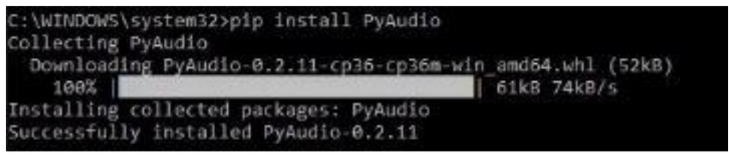 C:\WINDOWS\system32>pip install PyAudio
Collecting PyAudio
Downloading PyAudio-0.2.11-cp36-cp36m-win_amd64.whl (52kB)
100% || 61kB 74kB/s
Installing collected packages: PyAudio
Successfully installed PyAudio-0.2.11